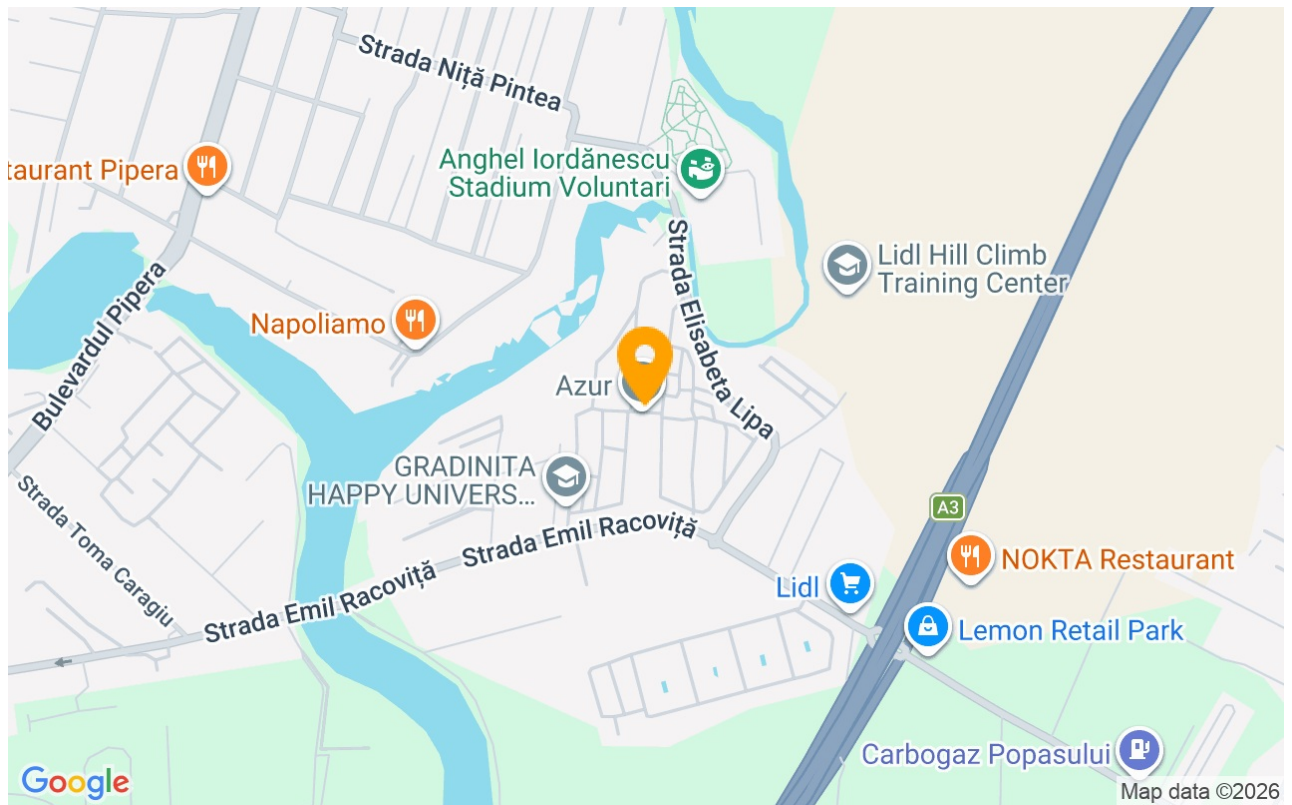 Strada Niță Pintea
taurant Pipera
Anghel Iordănescu
Stadium Voluntari
Strada Elisabeta Lipa
Lidl Hill Climb
Training Center
Bulevardul Pipera
Napoliamo
Azur
GRADINITA
HAPPY UNIVERS...
Strada Toma Caragiu
Strada Emil Racoviță
Strada Emil Racoviță
A3
NOKTA Restaurant
Lidl
Lemon Retail Park
Carbogaz Popasului
Google
Map data ©2026